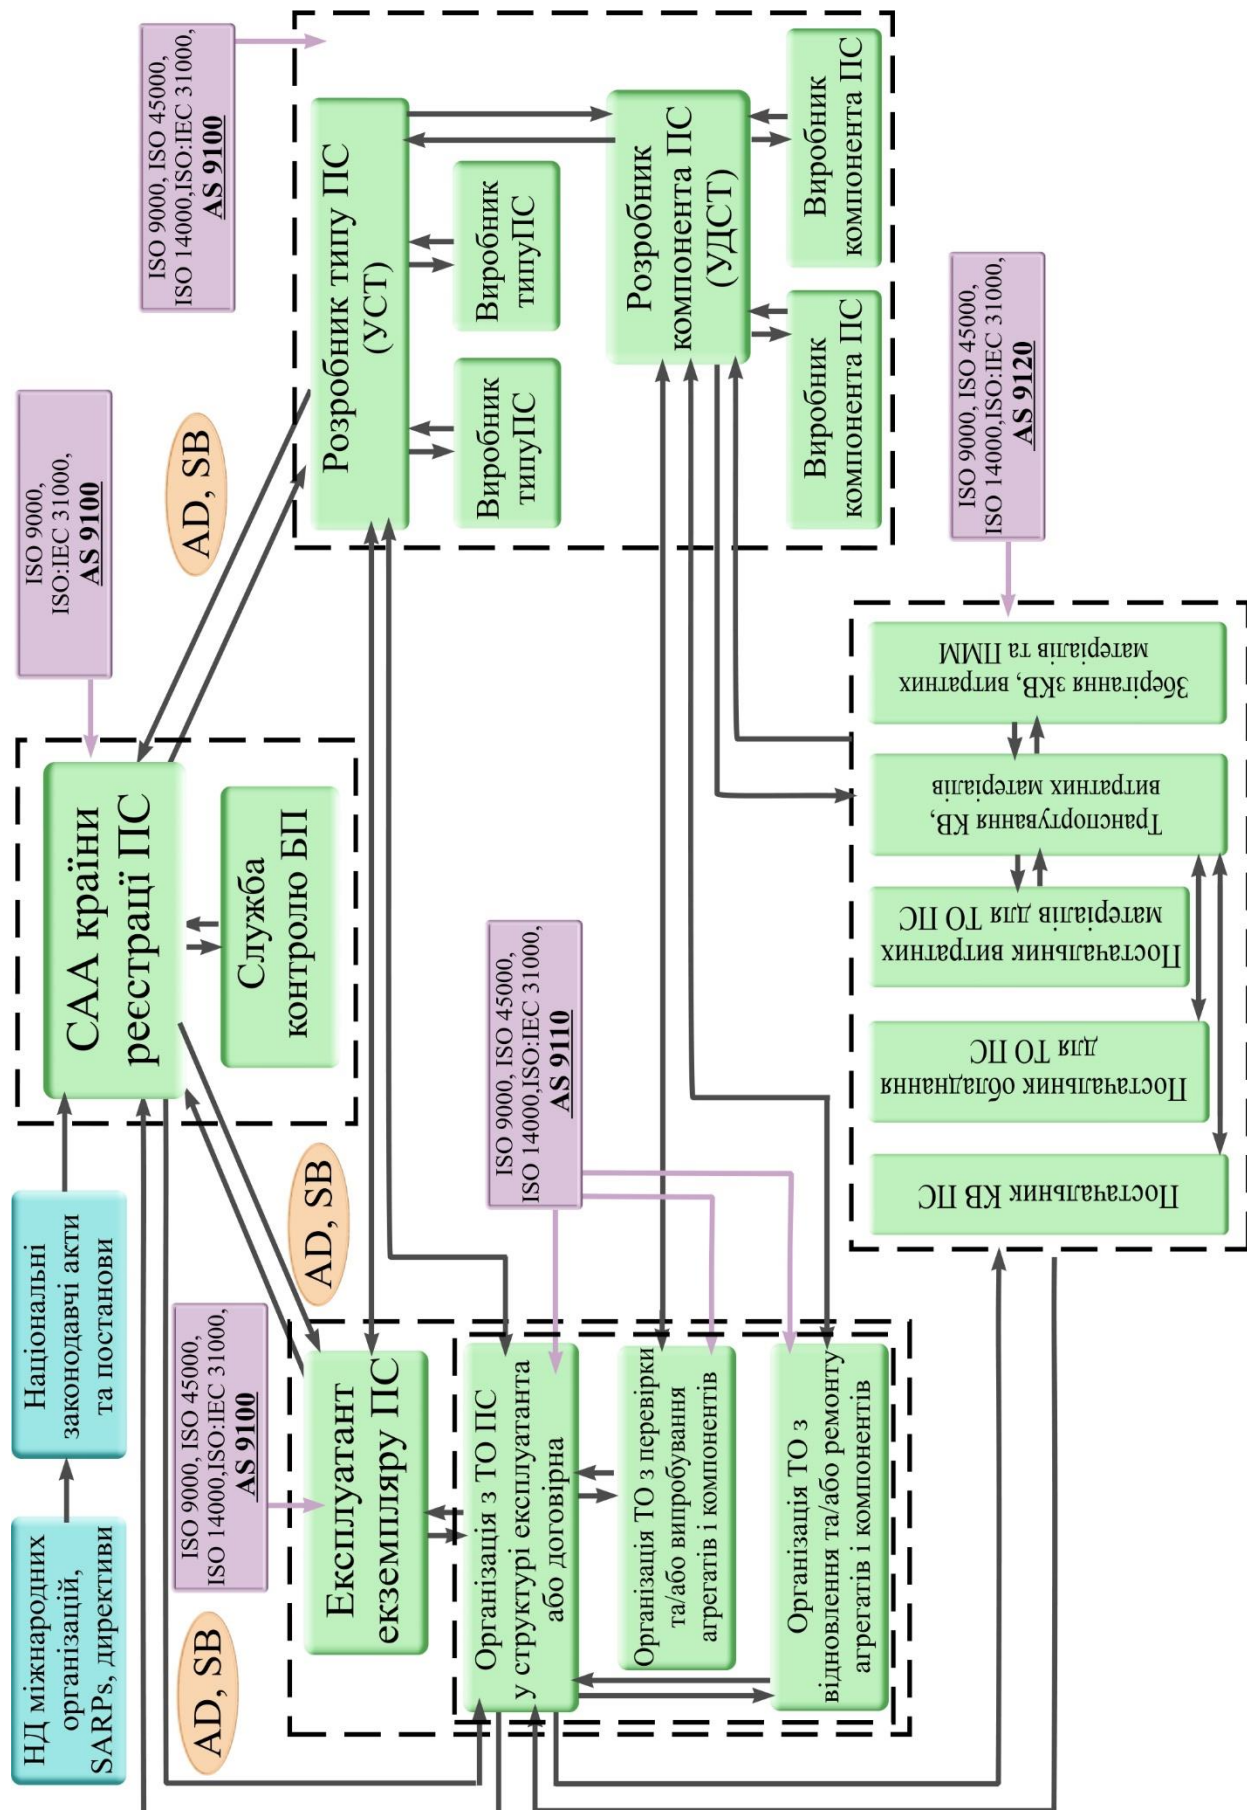 НД міжнародних
організацій,
SARPs, директиви
Національні
законодавчі акти
та постанови
САА країни
реєстраці ПС
Служба
контролю БП
ISO 9000,
ISO:IEC 31000,
AS 9100
ISO 9000, ISO 45000,
ISO 14000,ISO:IEC 31000,
AS 9100
AD, SB
ISO 9000, ISO 45000,
ISO 14000,ISO:IEC 31000,
AS 9100
AD, SB
AD, SB
Експлуатант
екземпляру ПС
Розробник типу ПС
(УСТ)
Виробник
типуПС
Виробник
типуПС
Організація з ТО ПС
у структурі експлуатанта
або договірна
ISO 9000, ISO 45000,
ISO 14000,ISO:IEC 31000,
AS 9110
Організація ТО з перевірки
та/або випробування
агрегатів і компонентів
Розробник
компонента ПС
(УДСТ)
Організація ТО з
відновлення та/або ремонту
агрегатів і компонентів
Виробник
компонента ПС
Виробник
компонента ПС
Постачальник КВ ПС
Постачальник обладнання
для ТО ПС
Постачальник витратних
матеріалів для ТО ПС
Транспортування КВ,
витратних матеріалів
Зберігання зКВ, витратних
матеріалів та ПММ
ISO 9000, ISO 45000,
ISO 14000,ISO:IEC 31000,
AS 9120